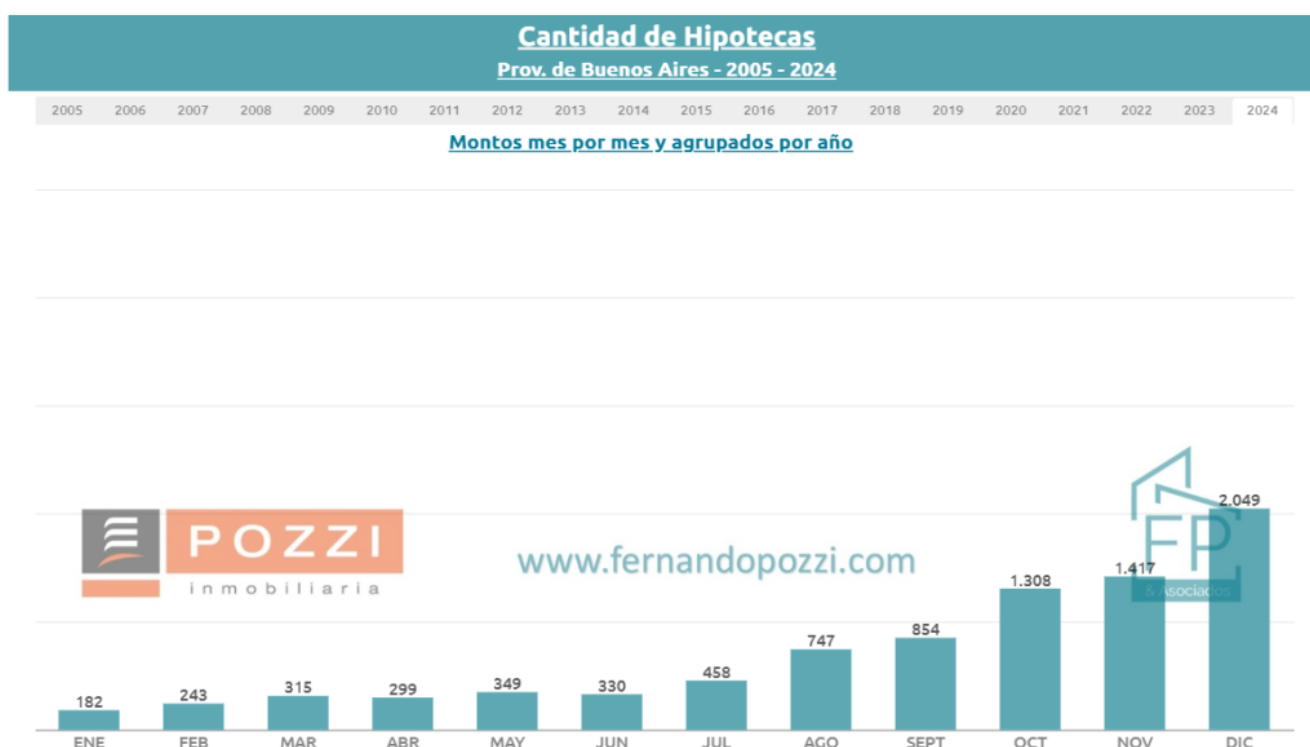 Cantidad de Hipotecas
Prov. de Buenos Aires - 2005 - 2024
2005 2006 2007 2008 2009 2010 2011 2012 2013 2014 2015 2016 2017 2018 2019 2020 2021 2022 2023 2024
Montos mes por mes y agrupados por año
POZZI
inmobiliaria
www.fernandopozzi.com
FP
& Asociados
182 243 315 299 349 330 458 747 854 1.308 1.417 2.049
ENE FEB MAR ABR MAY JUN JUL AGO SEPT OCT NOV DIC